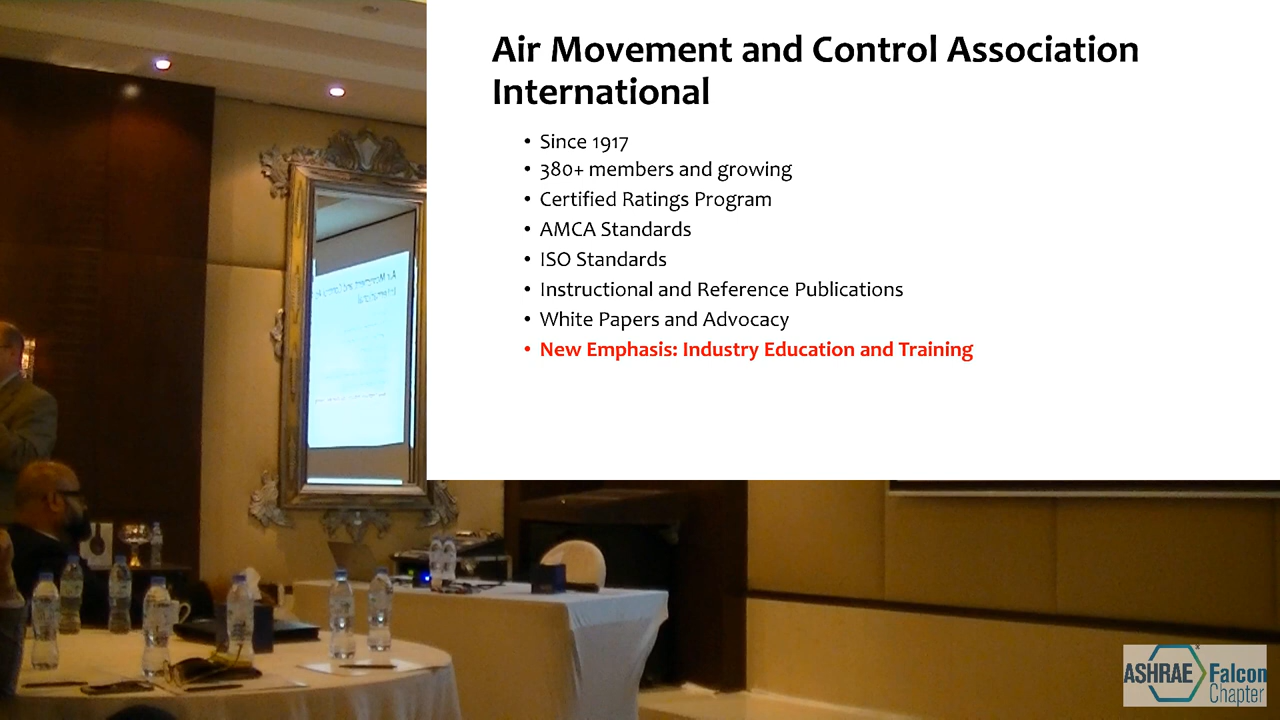 Air Movement and Control Association
International
• Since 1917
• 380+ members and growing
• Certified Ratings Program
• AMCA Standards
• ISO Standards
• Instructional and Reference Publications
• White Papers and Advocacy
• New Emphasis: Industry Education and Training
ASHRAE Falcon
Chapter